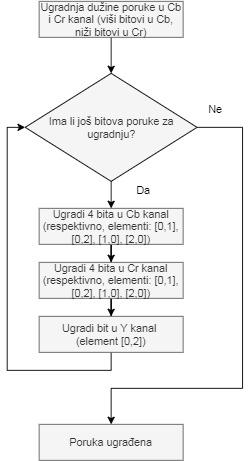 Ugradnja dužine poruke u Cb
i Cr kanal (viši bitovi u Cb,
niži bitovi u Cr)
Ima li još bitova poruke za
ugradnju?
Ne
Da
Ugradi 4 bita u Cb kanal
(respektivno, elementi: [0,1],
[0,2], [1,0], [2,0])
Ugradi 4 bita u Cr kanal
(respektivno, elementi: [0,1],
[0,2], [1,0], [2,0])
Ugradi bit u Y kanal
(element [0,2])
Poruka ugrađena